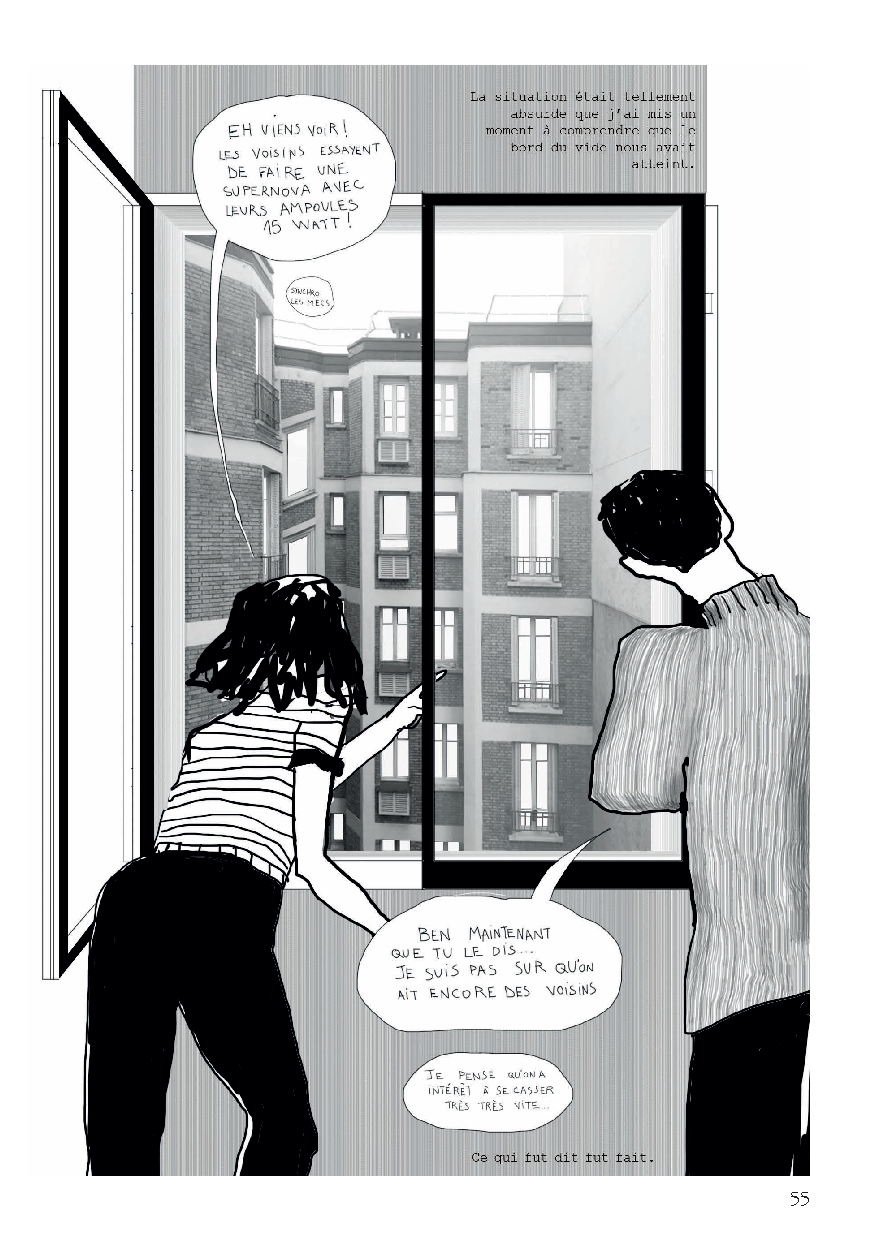 La situation était tellement
absurde que j'ai mis un
moment à comprendre que le
bord du vide nous avait
atteint.
EH VIENS VOIR!
LES VOISINS ESSAYENT
DE FAIRE UNE
SUPERNOVA AVEC
LEURS AMPOULES
15 WATT!
SYNCHRO
LES MECS
BEN MAINTENANT
QUE TU LE DIS...
JE SUIS PAS SUR QU'ON
AIT ENCORE DES VOISINS
JE PENSE QU'ON A
INTÉRÊT À SE CASSER
TRÈS TRÈS VITE...
Ce qui fut dit fut fait.
55